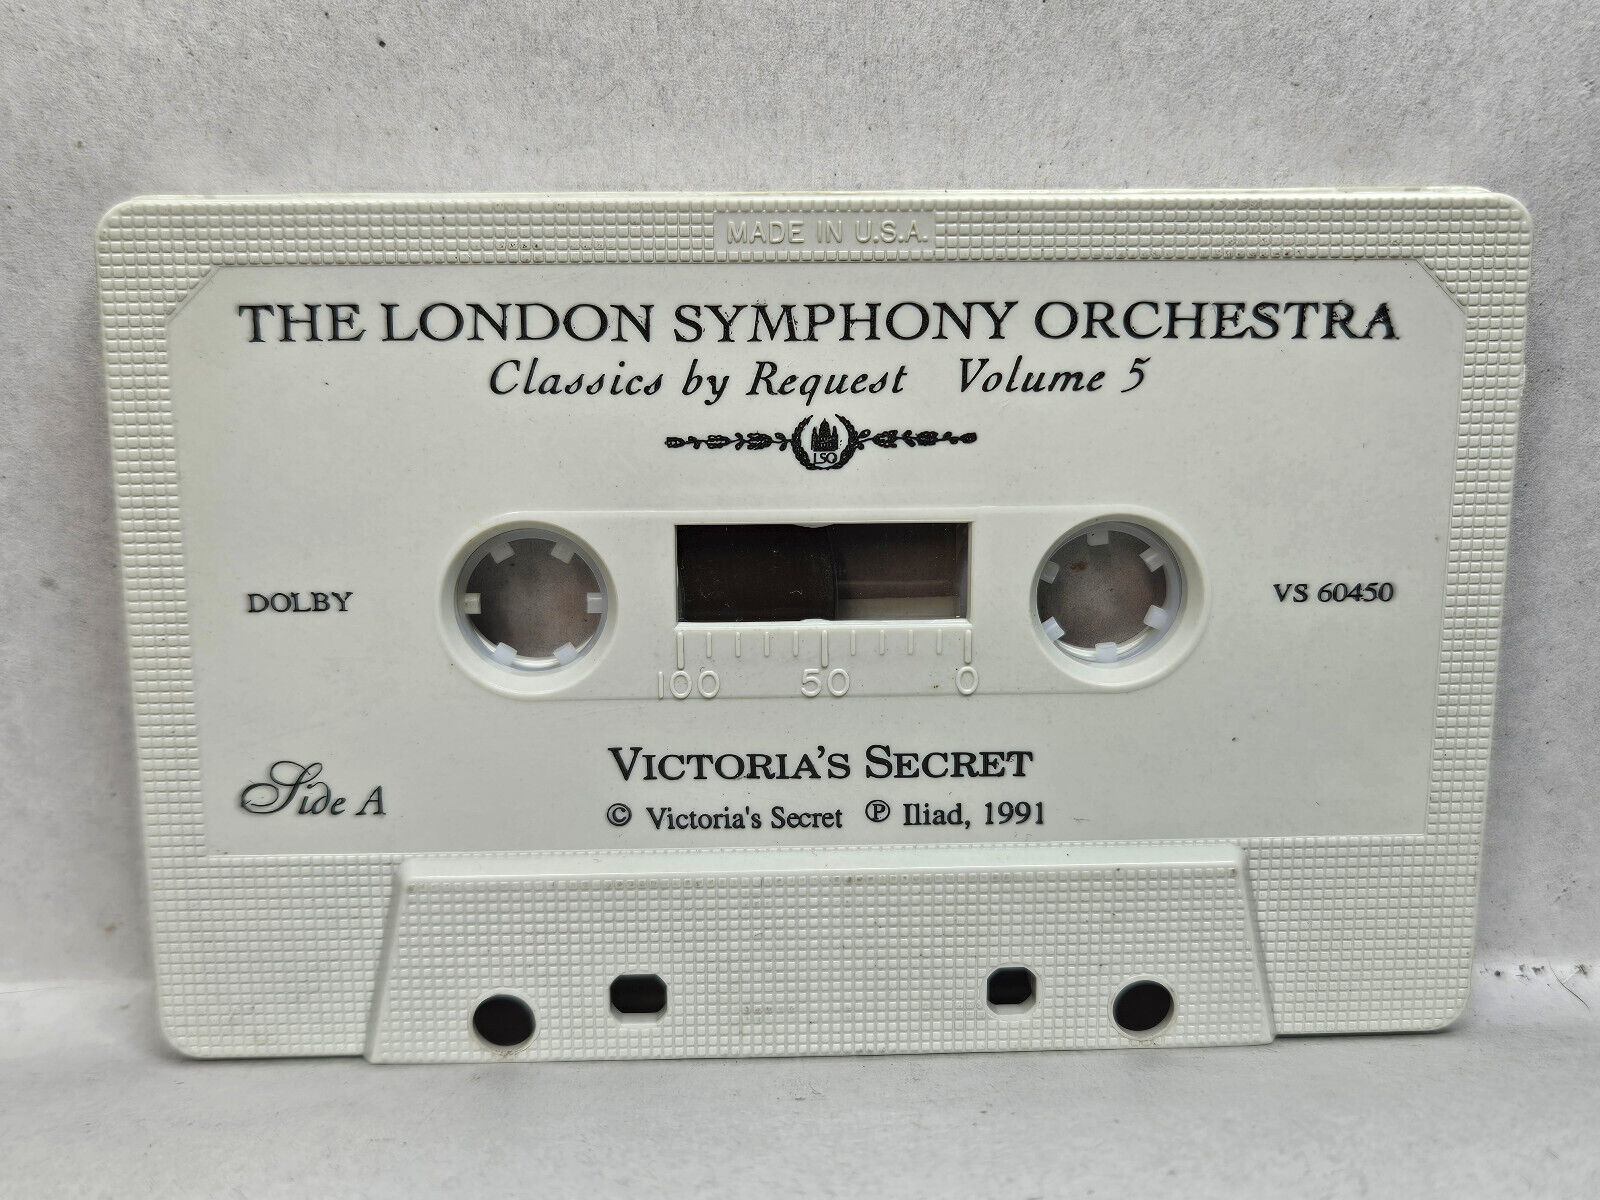 MADE IN U.S.A.
THE LONDON SYMPHONY ORCHESTRA
Classics by Request Volume 5
LSO
DOLBY
VS 60450
100 50 0
VICTORIA'S SECRET
Side A
© Victoria's Secret ℗ Iliad, 1991